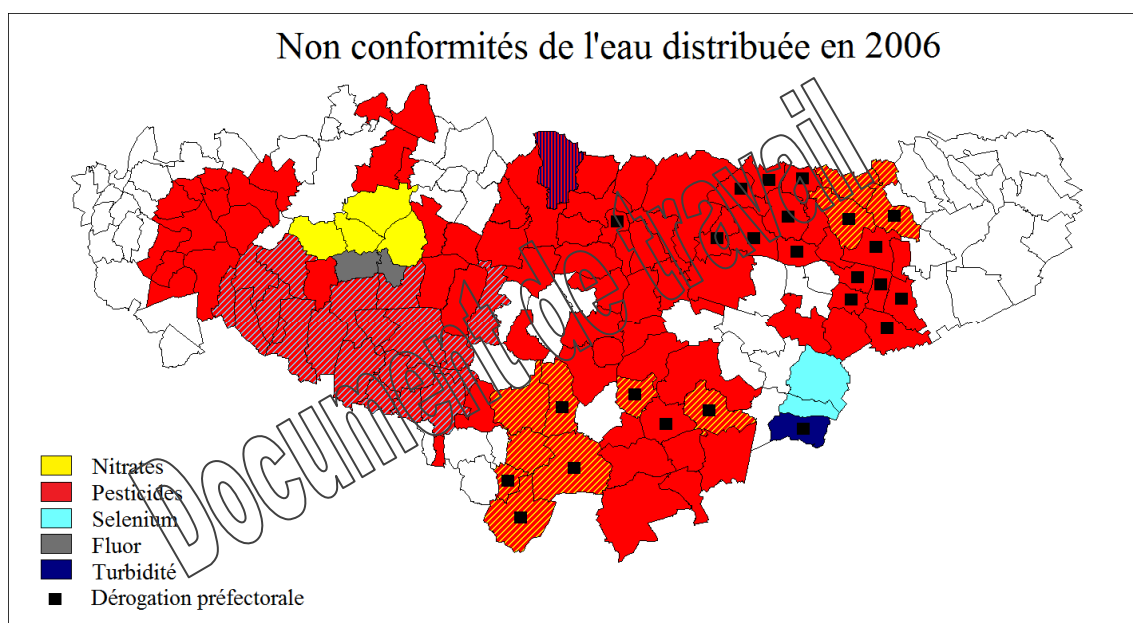 Non conformités de l'eau distribuée en 2006
Document de travail
Nitrates
Pesticides
Selenium
Fluor
Turbidité
Dérogation préfectorale